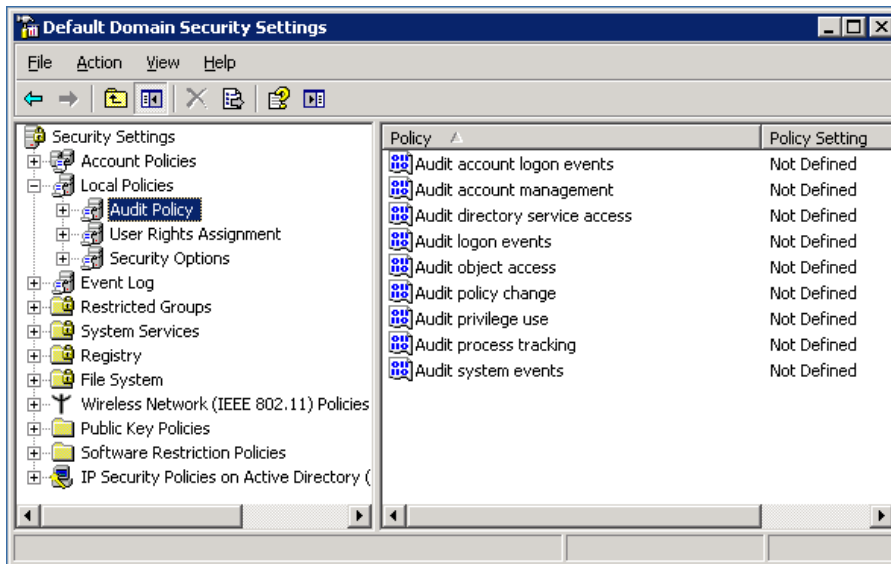 Default Domain Security Settings
File Action View Help
Security Settings
Account Policies
Local Policies
Audit Policy
User Rights Assignment
Security Options
Event Log
Restricted Groups
System Services
Registry
File System
Wireless Network (IEEE 802.11) Policies
Public Key Policies
Software Restriction Policies
IP Security Policies on Active Directory (
Policy Policy Setting
Audit account logon events Not Defined
Audit account management Not Defined
Audit directory service access Not Defined
Audit logon events Not Defined
Audit object access Not Defined
Audit policy change Not Defined
Audit privilege use Not Defined
Audit process tracking Not Defined
Audit system events Not Defined